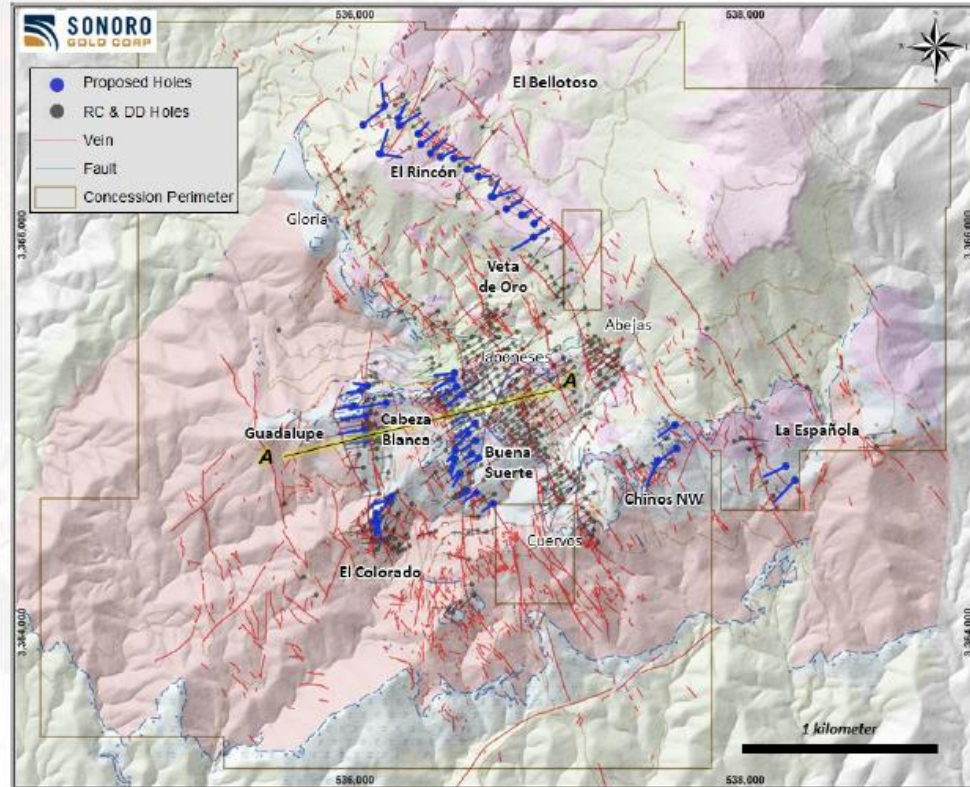 SONORO
GOLD CORP
Proposed Holes
RC & DD Holes
Vein
Fault
Concession Perimeter
536,000
538,000
3,366,000
3,366,000
El Bellotoso
El Rincón
Gloria
Veta
de Oro
Abejas
Japoneses
A
Guadalupe
Cabeza
Blanca
A
La Española
Buena
Suerte
Chinos NW
Cuervos
El Colorado
3,364,000
3,364,000
1 kilometer
536,000
538,000